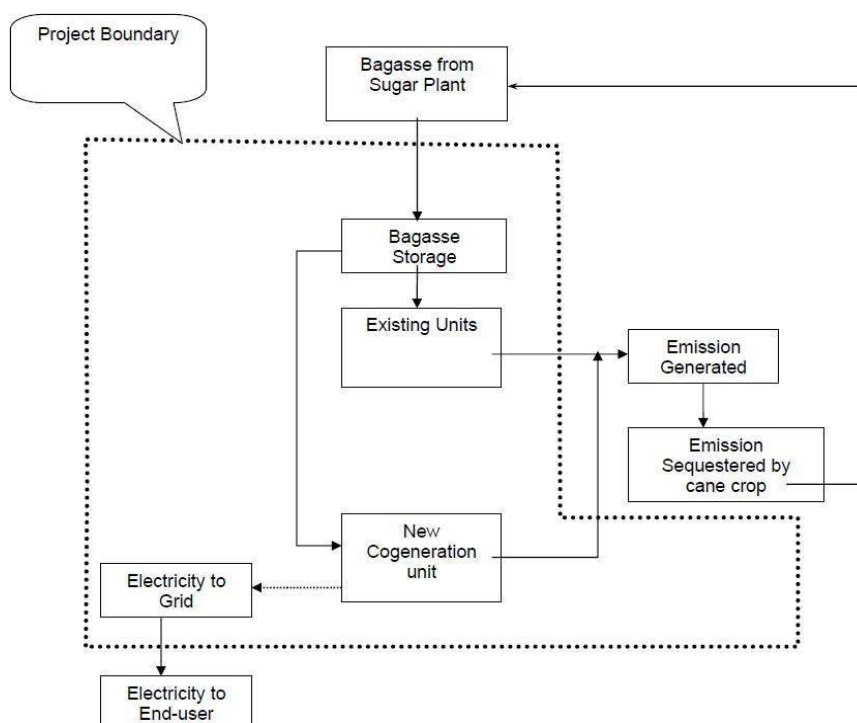 Project Boundary
Bagasse from
Sugar Plant
Bagasse
Storage
Existing Units
Emission
Generated
Emission
Sequestered by
cane crop
New
Cogeneration
unit
Electricity to
Grid
Electricity to
End-user